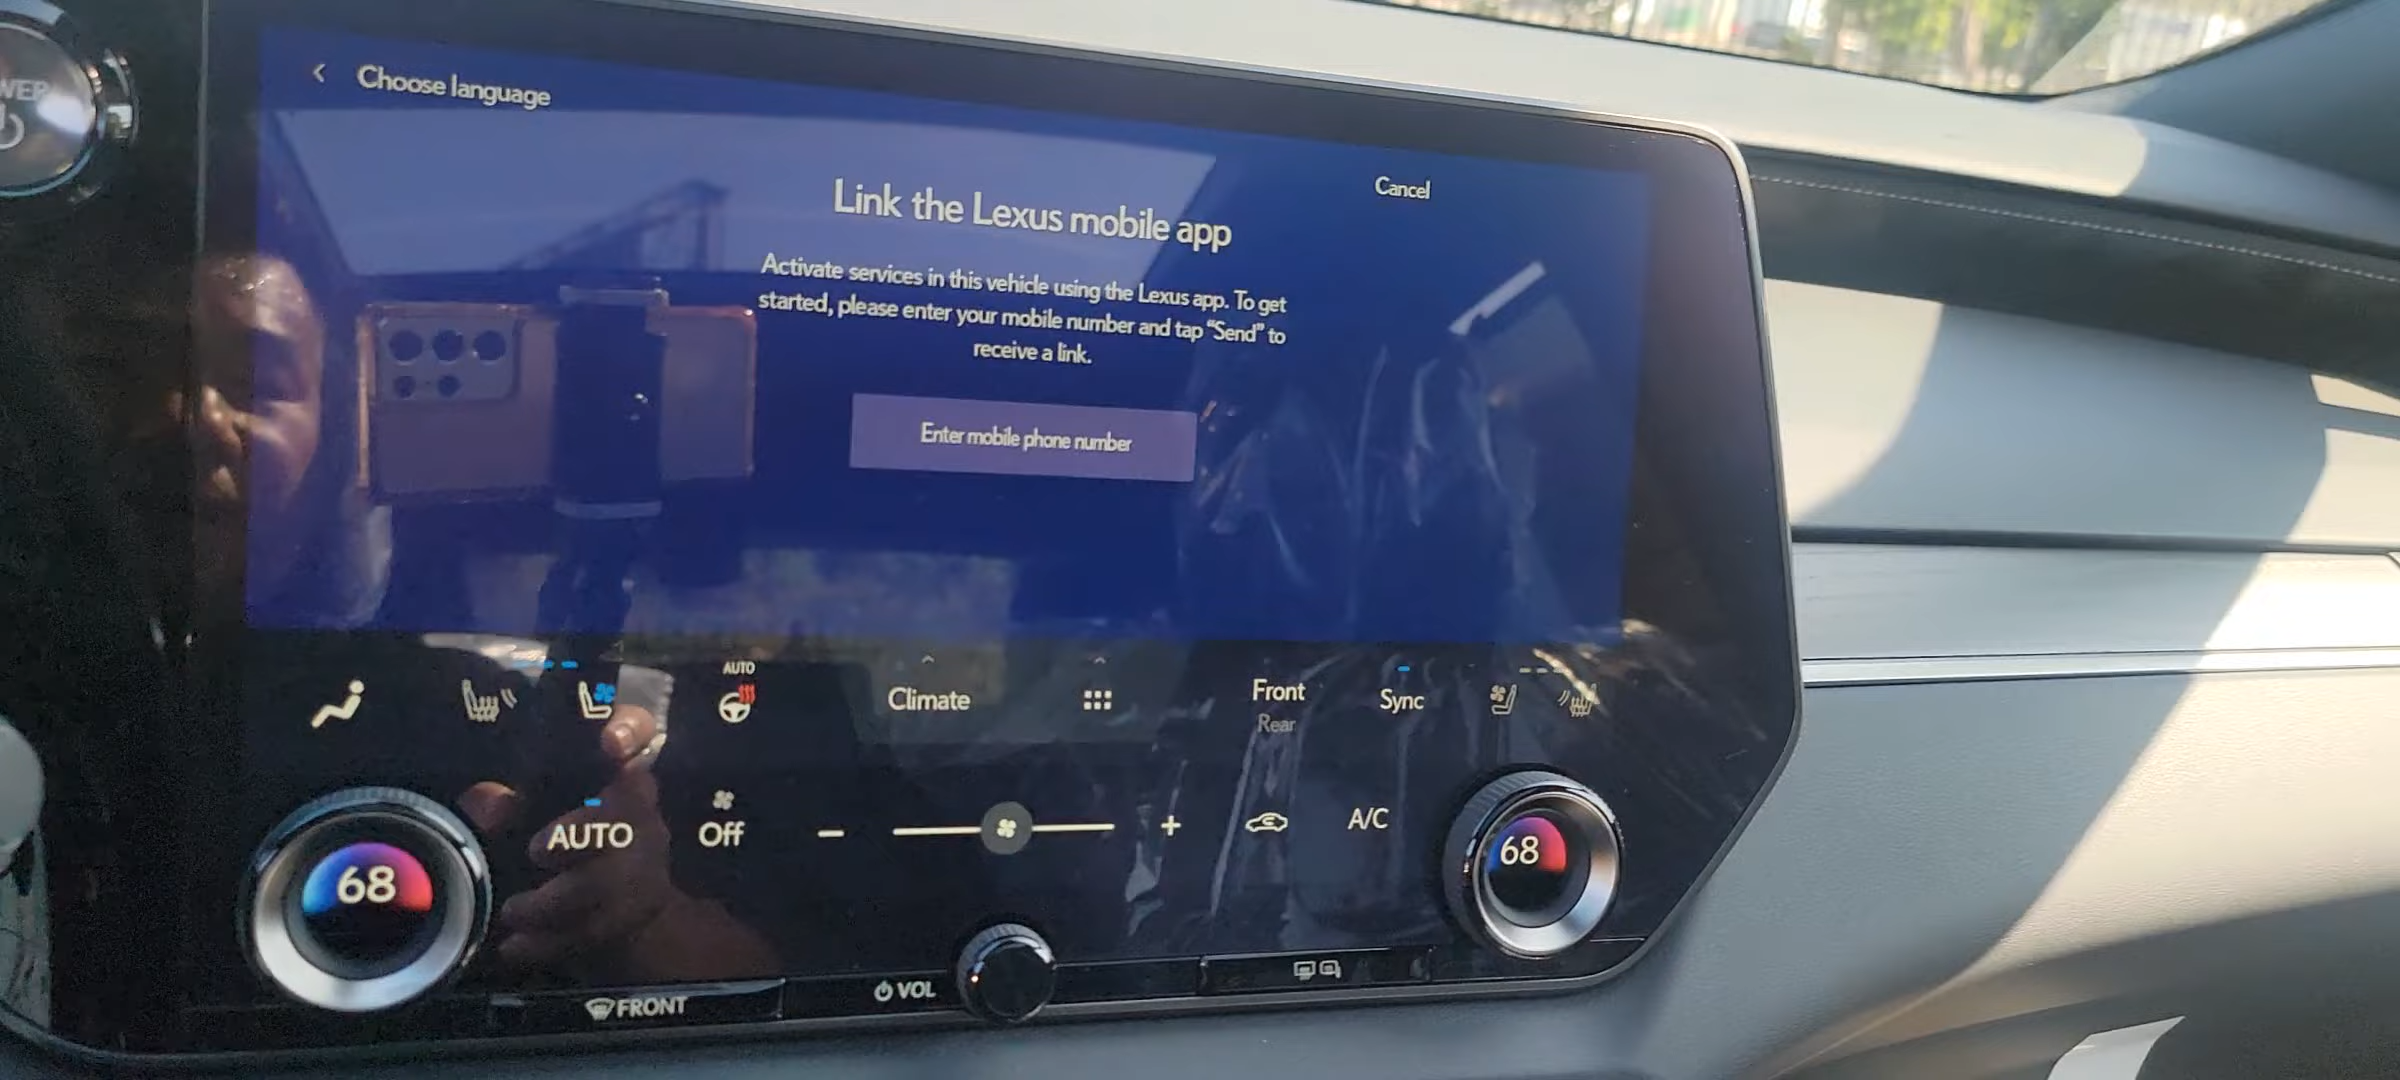 WER
Choose language
Cancel
Link the Lexus mobile app
Activate services in this vehicle using the Lexus app. To get
started, please enter your mobile number and tap “Send” to
receive a link.
Enter mobile phone number
AUTO
Climate
Front
Rear
Sync
AUTO
Off
A/C
68
68
FRONT
VOL